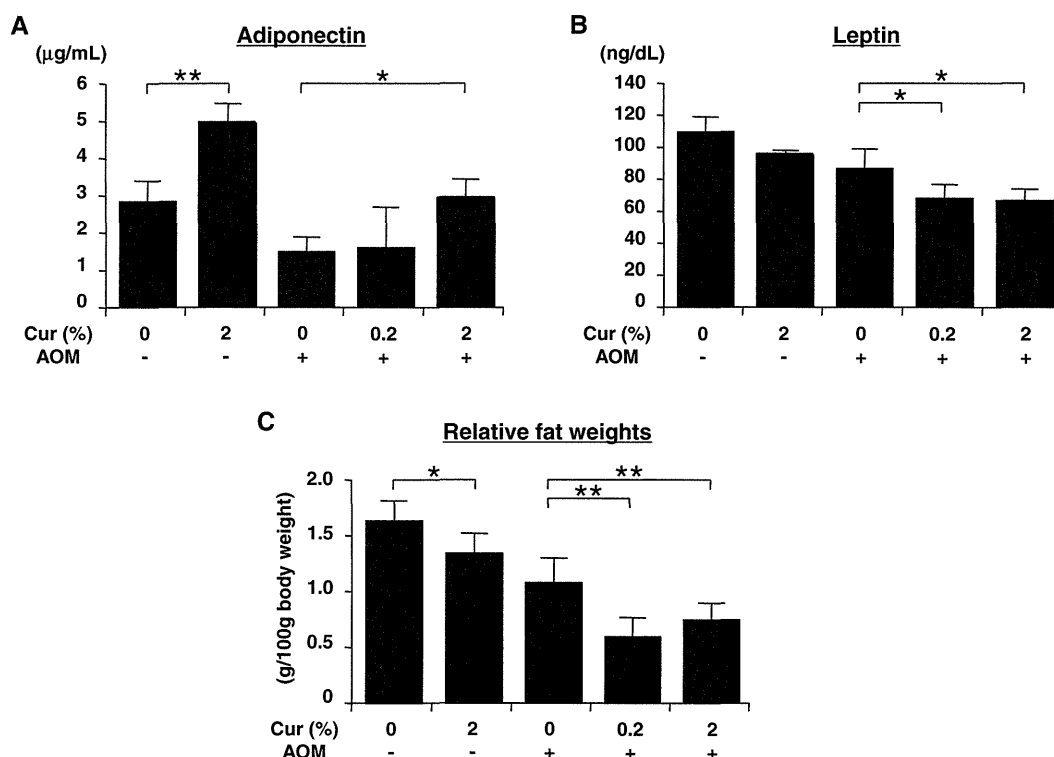 A
Adiponectin
(μg/mL)
6
5
4
3
2
1
0
**
*
Cur (%) 0 2 0 0.2 2
AOM - - + + +
B
Leptin
(ng/dL)
140
120
100
80
60
40
20
0
*
*
Cur (%) 0 2 0 0.2 2
AOM - - + + +
C
Relative fat weights
(g/100g body weight)
2.0
1.5
1.0
0.5
0
*
**
**
Cur (%) 0 2 0 0.2 2
AOM - - + + +